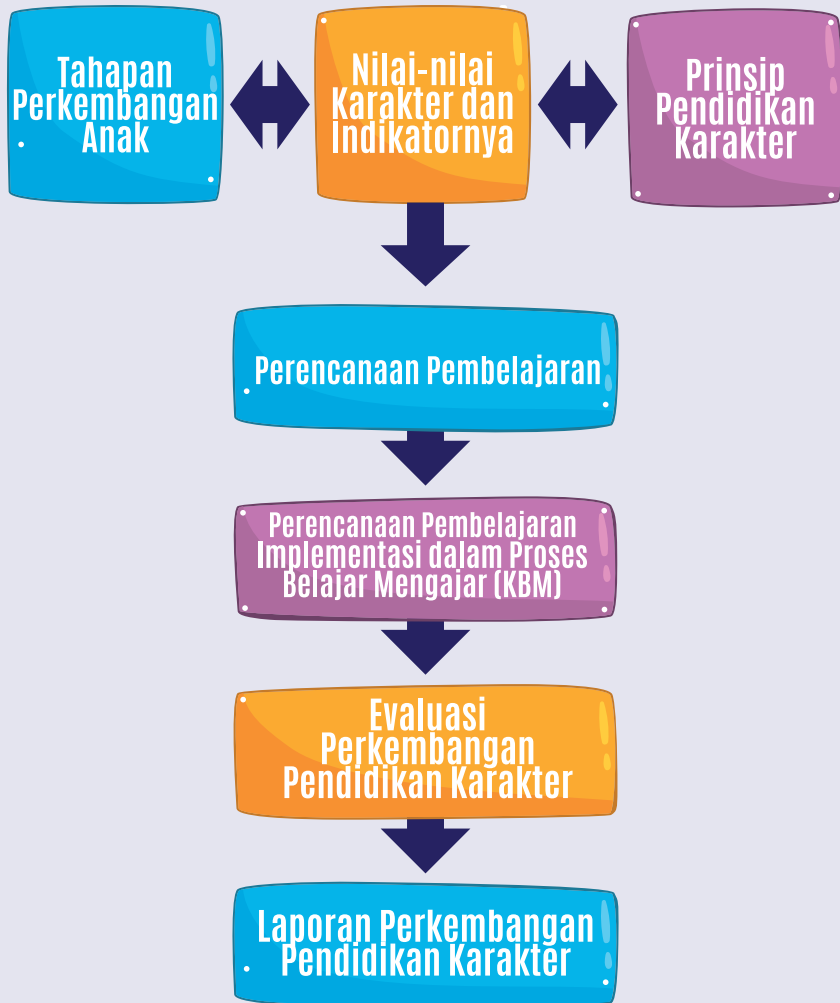 Tahapan
Perkembangan
Anak
Nilai-nilai
Karakter dan
Indikatornya
Prinsip
Pendidikan
Karakter
Perencanaan Pembelajaran
Perencanaan Pembelajaran
Implementasi dalam Proses
Belajar Mengajar (KBM)
Evaluasi
Perkembangan
Pendidikan Karakter
Laporan Perkembangan
Pendidikan Karakter